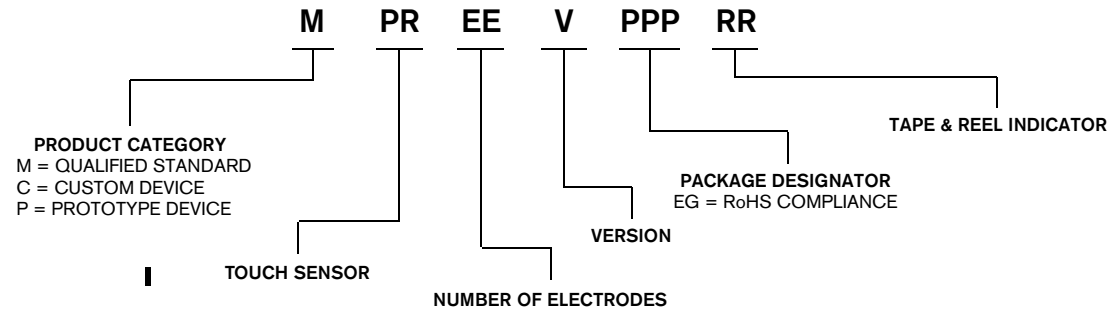 M PR EE V PPP RR
PRODUCT CATEGORY
M = QUALIFIED STANDARD
C = CUSTOM DEVICE
P = PROTOTYPE DEVICE
TOUCH SENSOR
NUMBER OF ELECTRODES
VERSION
PACKAGE DESIGNATOR
EG = RoHS COMPLIANCE
TAPE & REEL INDICATOR